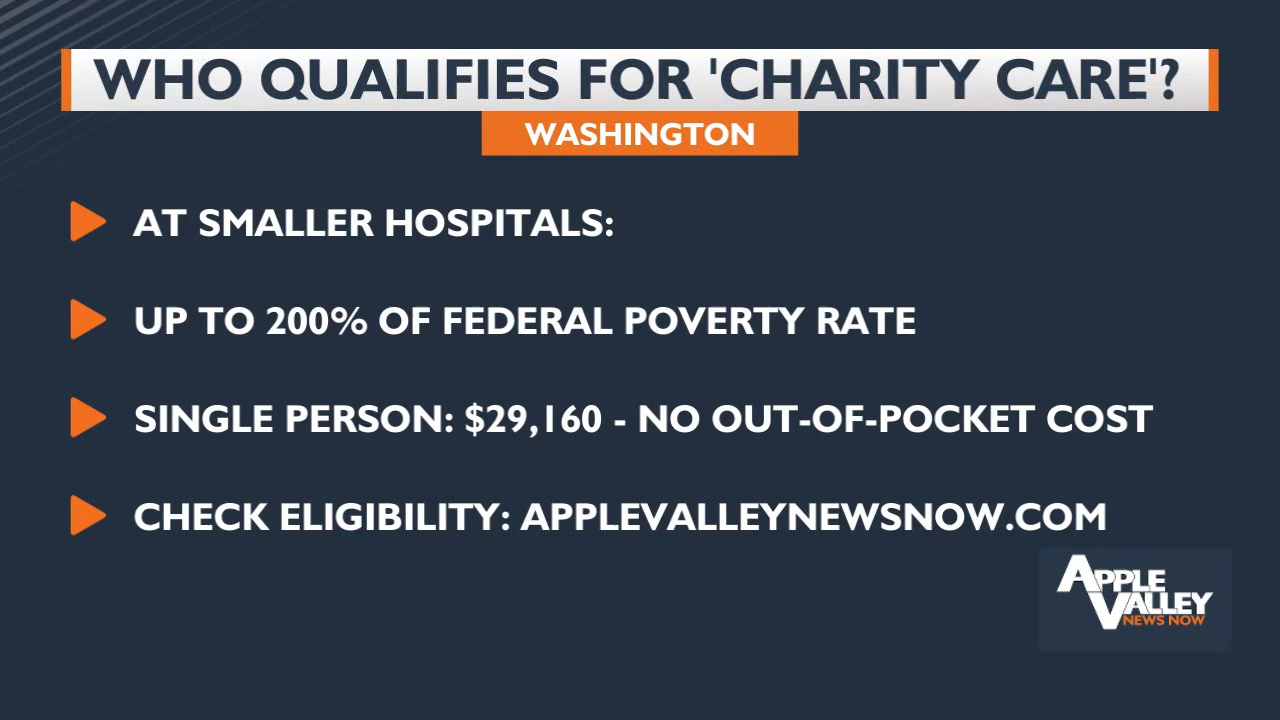 WHO QUALIFIES FOR 'CHARITY CARE'?
WASHINGTON
AT SMALLER HOSPITALS:
UP TO 200% OF FEDERAL POVERTY RATE
SINGLE PERSON: $29,160 - NO OUT-OF-POCKET COST
CHECK ELIGIBILITY: APPLEVALLEYNEWSNOW.COM
APPLE
VALLEY
NEWS NOW